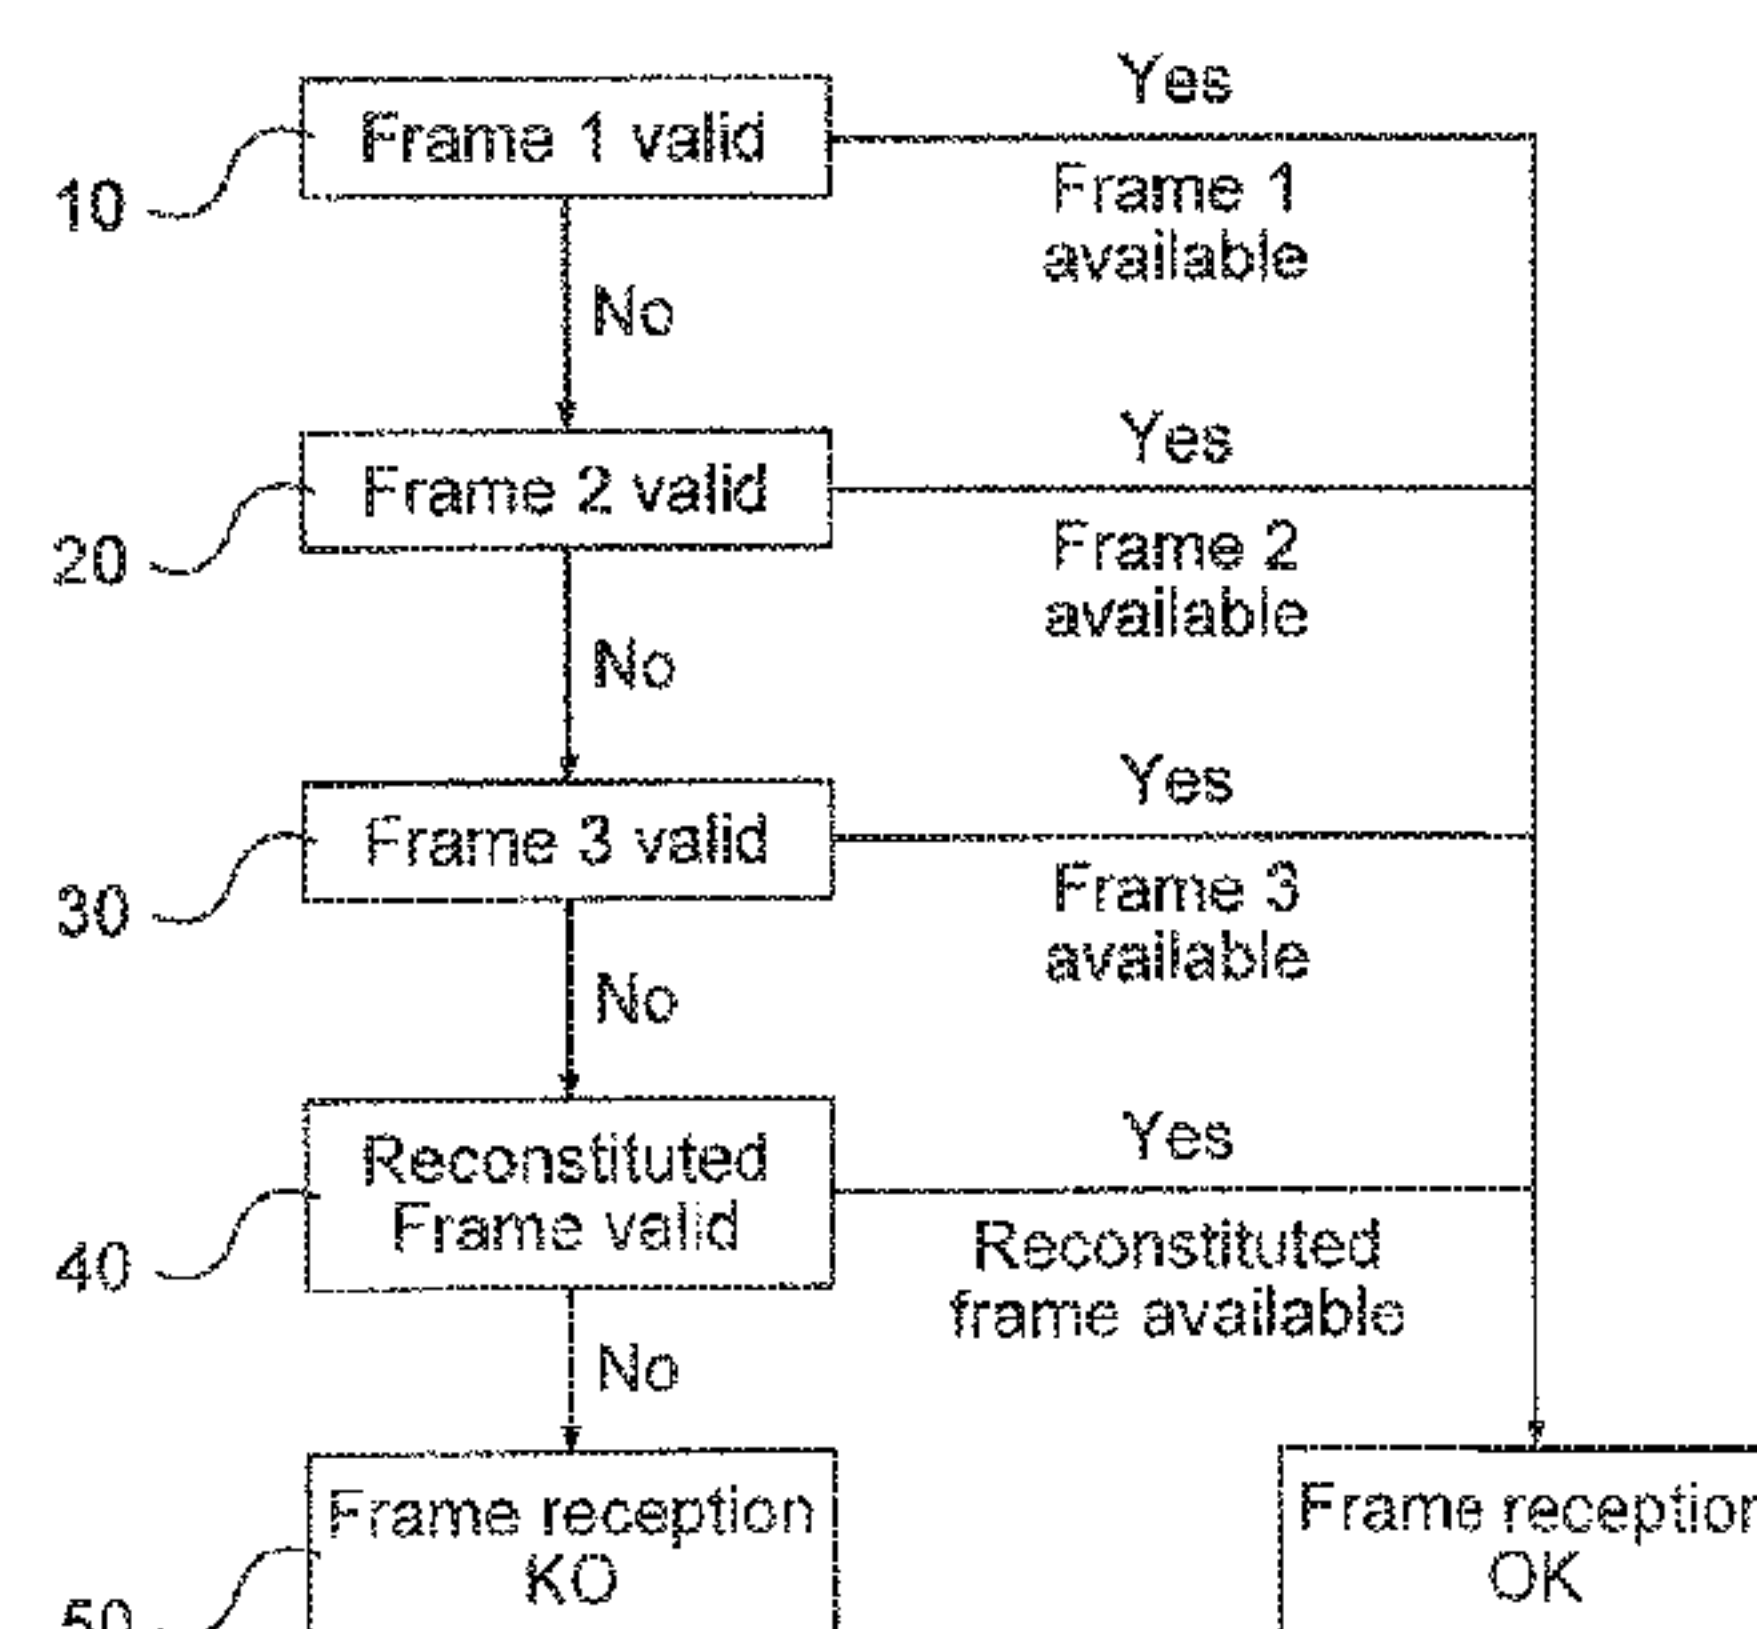 Yes
Frame 1 valid
10
Frame 1
available
No
Yes
Frame 2 valid
20
Frame 2
available
No
Yes
Frame 3 valid
30
Frame 3
available
No
Yes
Reconstituted
Frame valid
40
Reconstituted
frame available
No
Frame reception
KO
50
Frame reception
OK